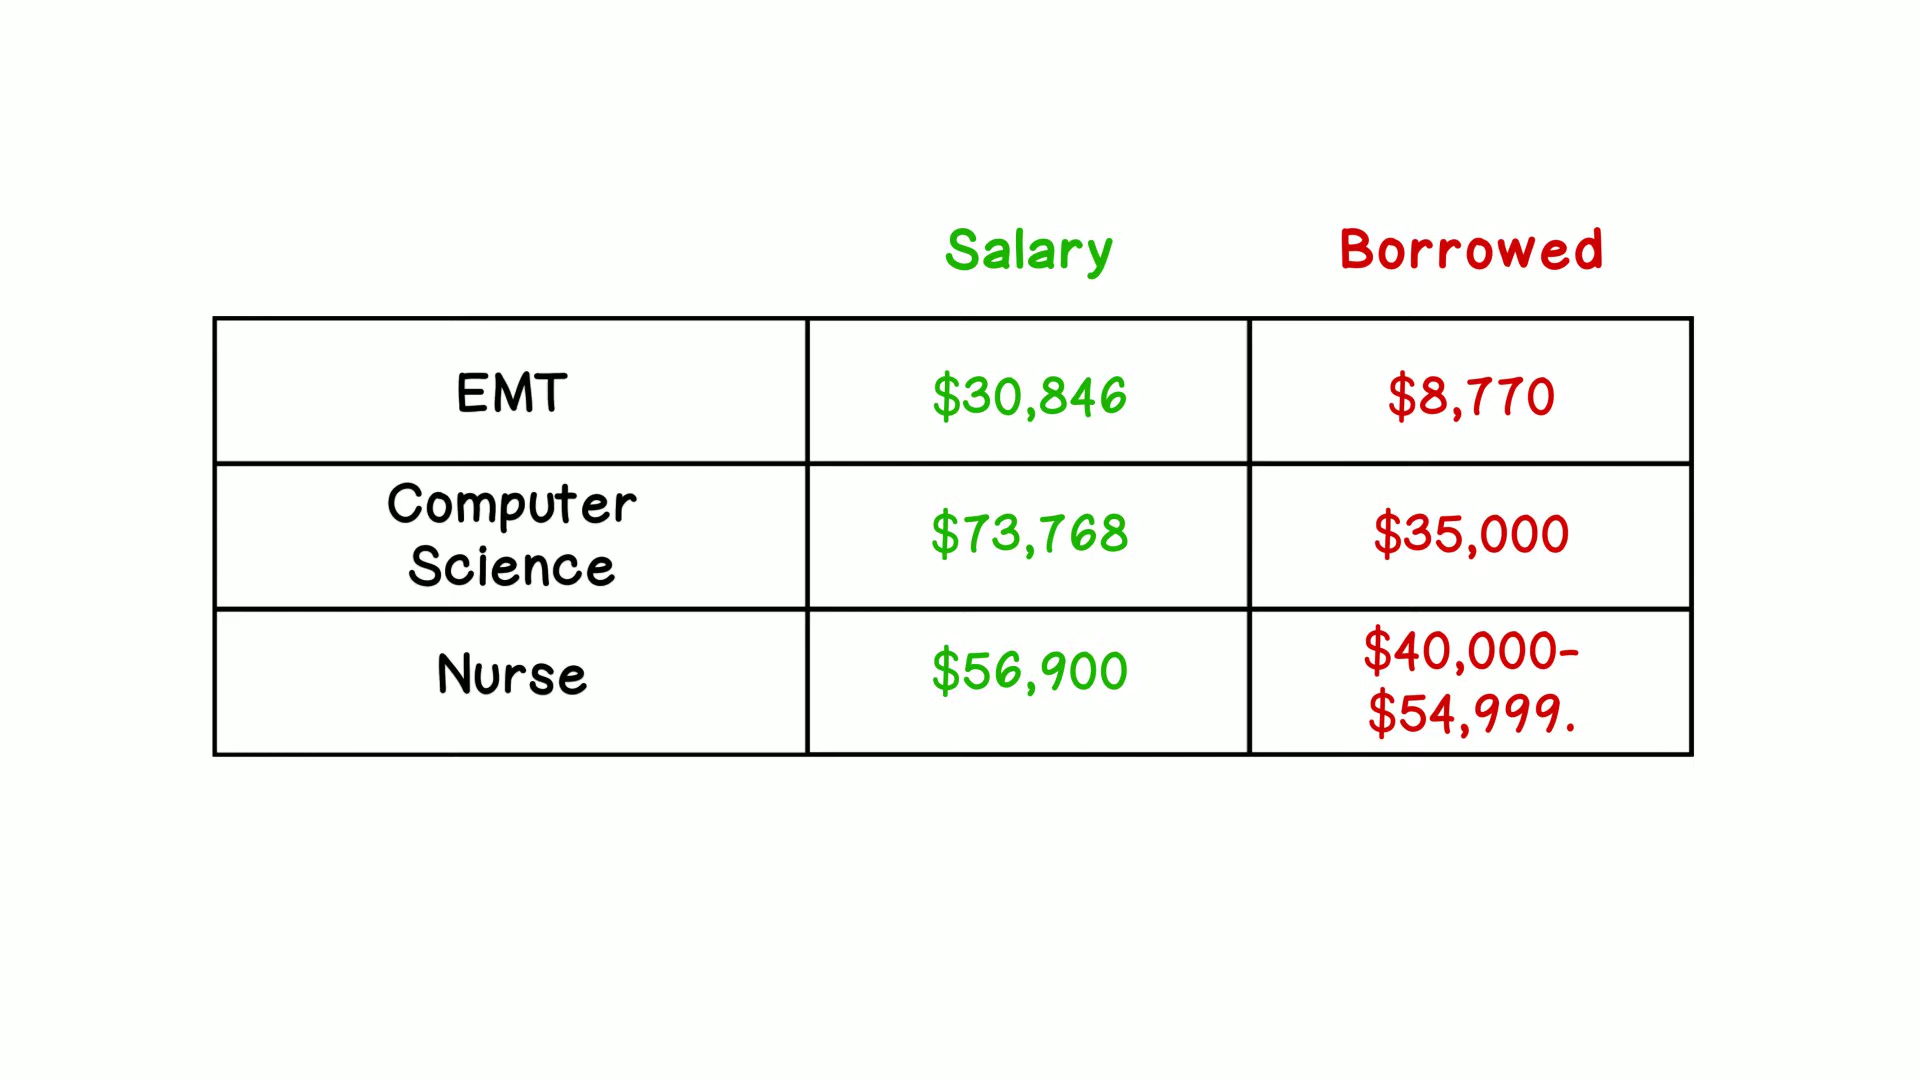 Salary Borrowed
EMT $30,846 $8,770
Computer
Science $73,768 $35,000
Nurse $56,900 $40,000-
$54,999.